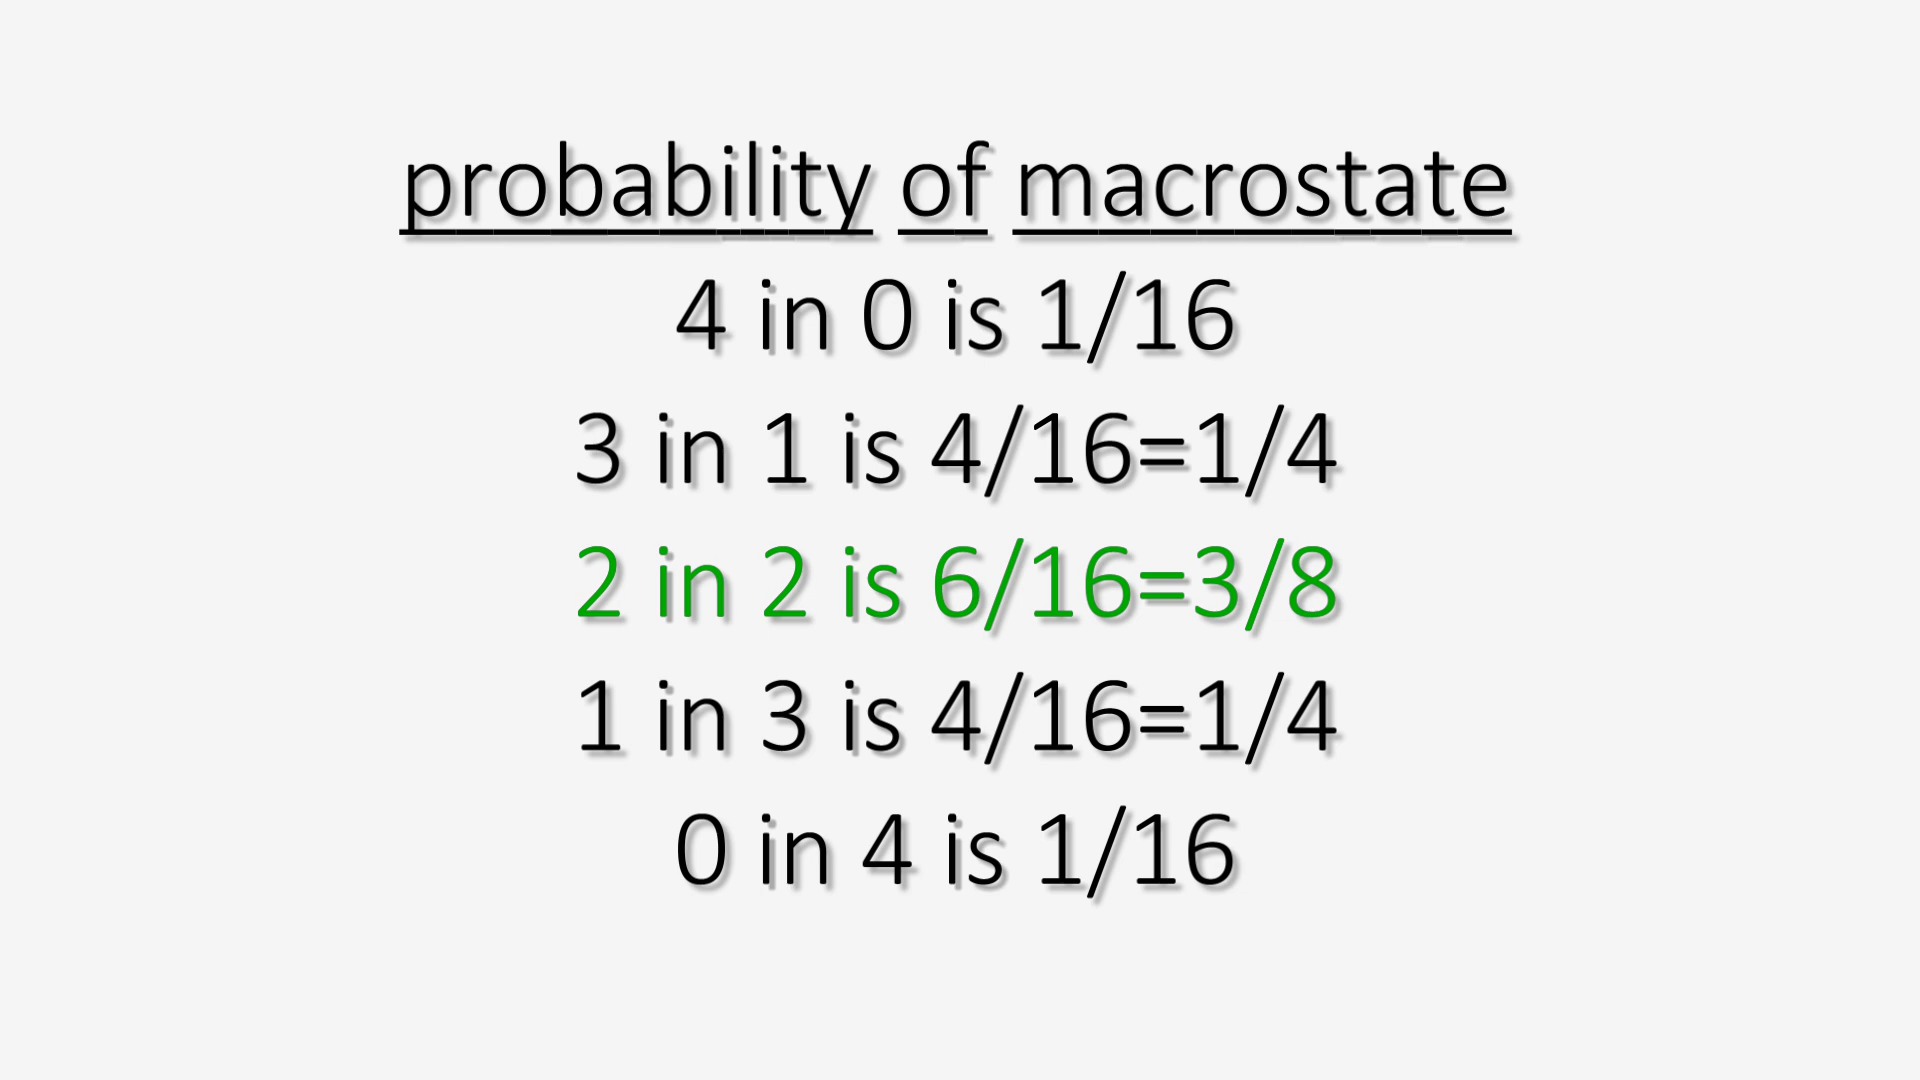 probability of macrostate
4 in 0 is 1/16
3 in 1 is 4/16=1/4
2 in 2 is 6/16=3/8
1 in 3 is 4/16=1/4
0 in 4 is 1/16